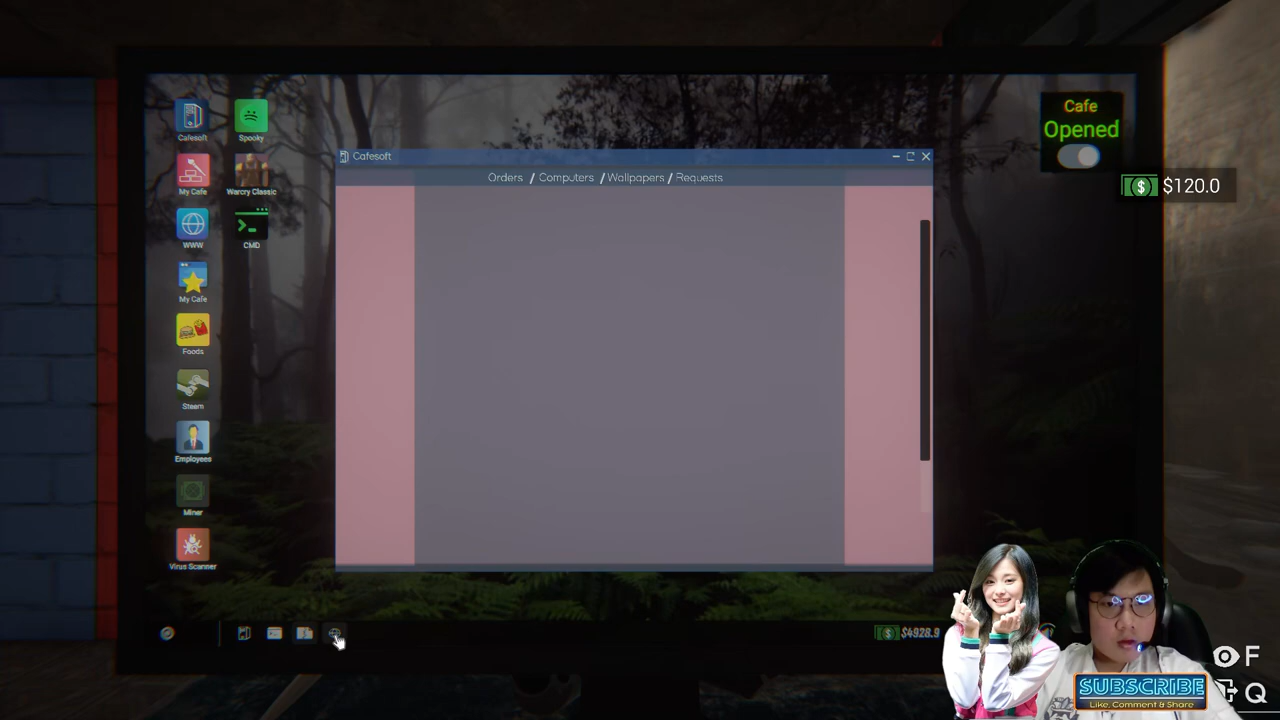 Cafesoft
Spooky
My Cafe
Warcry Classic
WWW
CMD
My Cafe
Foods
Steam
Employees
Miner
Virus Scanner
Cafesoft
Orders / Computers / Wallpapers / Requests
Cafe
Opened
$120.0
$4928.9
F
Q
SUBSCRIBE
Like, Comment & Share